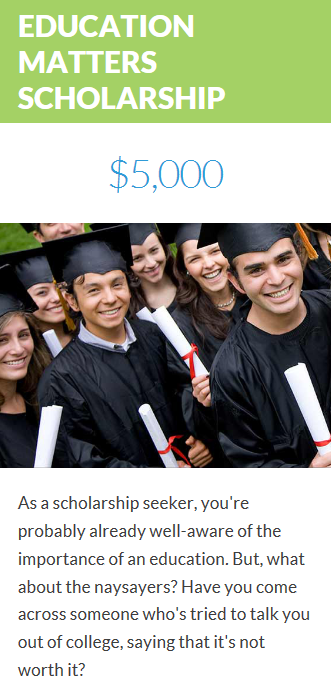 EDUCATION
MATTERS
SCHOLARSHIP
$5,000
As a scholarship seeker, you're
probably already well-aware of the
importance of an education. But, what
about the naysayers? Have you come
across someone who's tried to talk you
out of college, saying that it's not
worth it?